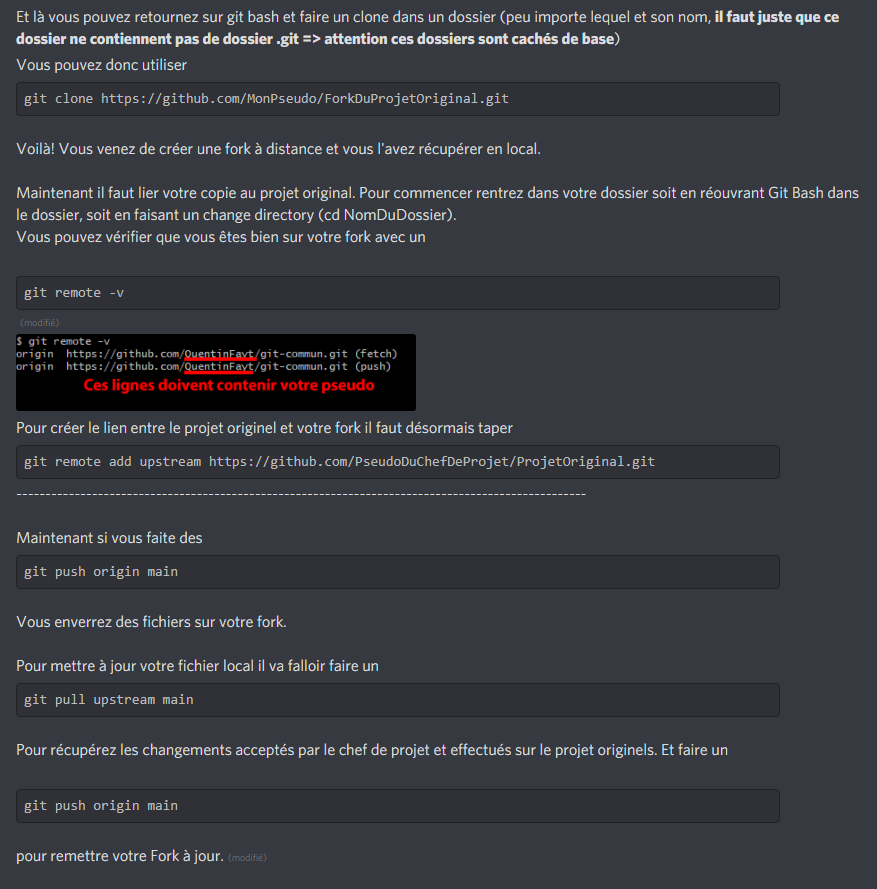 Et là vous pouvez retournez sur git bash et faire un clone dans un dossier (peu importe lequel et son nom, il faut juste que ce
dossier ne contiennent pas de dossier .git => attention ces dossiers sont cachés de base)
Vous pouvez donc utiliser
git clone https://github.com/MonPseudo/ForkDuProjetOriginal.git
Voilà! Vous venez de créer une fork à distance et vous l'avez récupérer en local.
Maintenant il faut lier votre copie au projet original. Pour commencer rentrez dans votre dossier soit en réouvrant Git Bash dans
le dossier, soit en faisant un change directory (cd NomDuDossier).
Vous pouvez vérifier que vous êtes bien sur votre fork avec un
git remote -v
(modifié)
$ git remote -v
origin  https://github.com/QuentinFayt/git-commun.git (fetch)
origin  https://github.com/QuentinFayt/git-commun.git (push)
Ces lignes doivent contenir votre pseudo
Pour créer le lien entre le projet originel et votre fork il faut désormais taper
git remote add upstream https://github.com/PseudoDuChefDeProjet/ProjetOriginal.git
----------------------------------------------------------------------------------------------------
Maintenant si vous faite des
git push origin main
Vous enverrez des fichiers sur votre fork.
Pour mettre à jour votre fichier local il va falloir faire un
git pull upstream main
Pour récupérez les changements acceptés par le chef de projet et effectués sur le projet originels. Et faire un
git push origin main
pour remettre votre Fork à jour. (modifié)